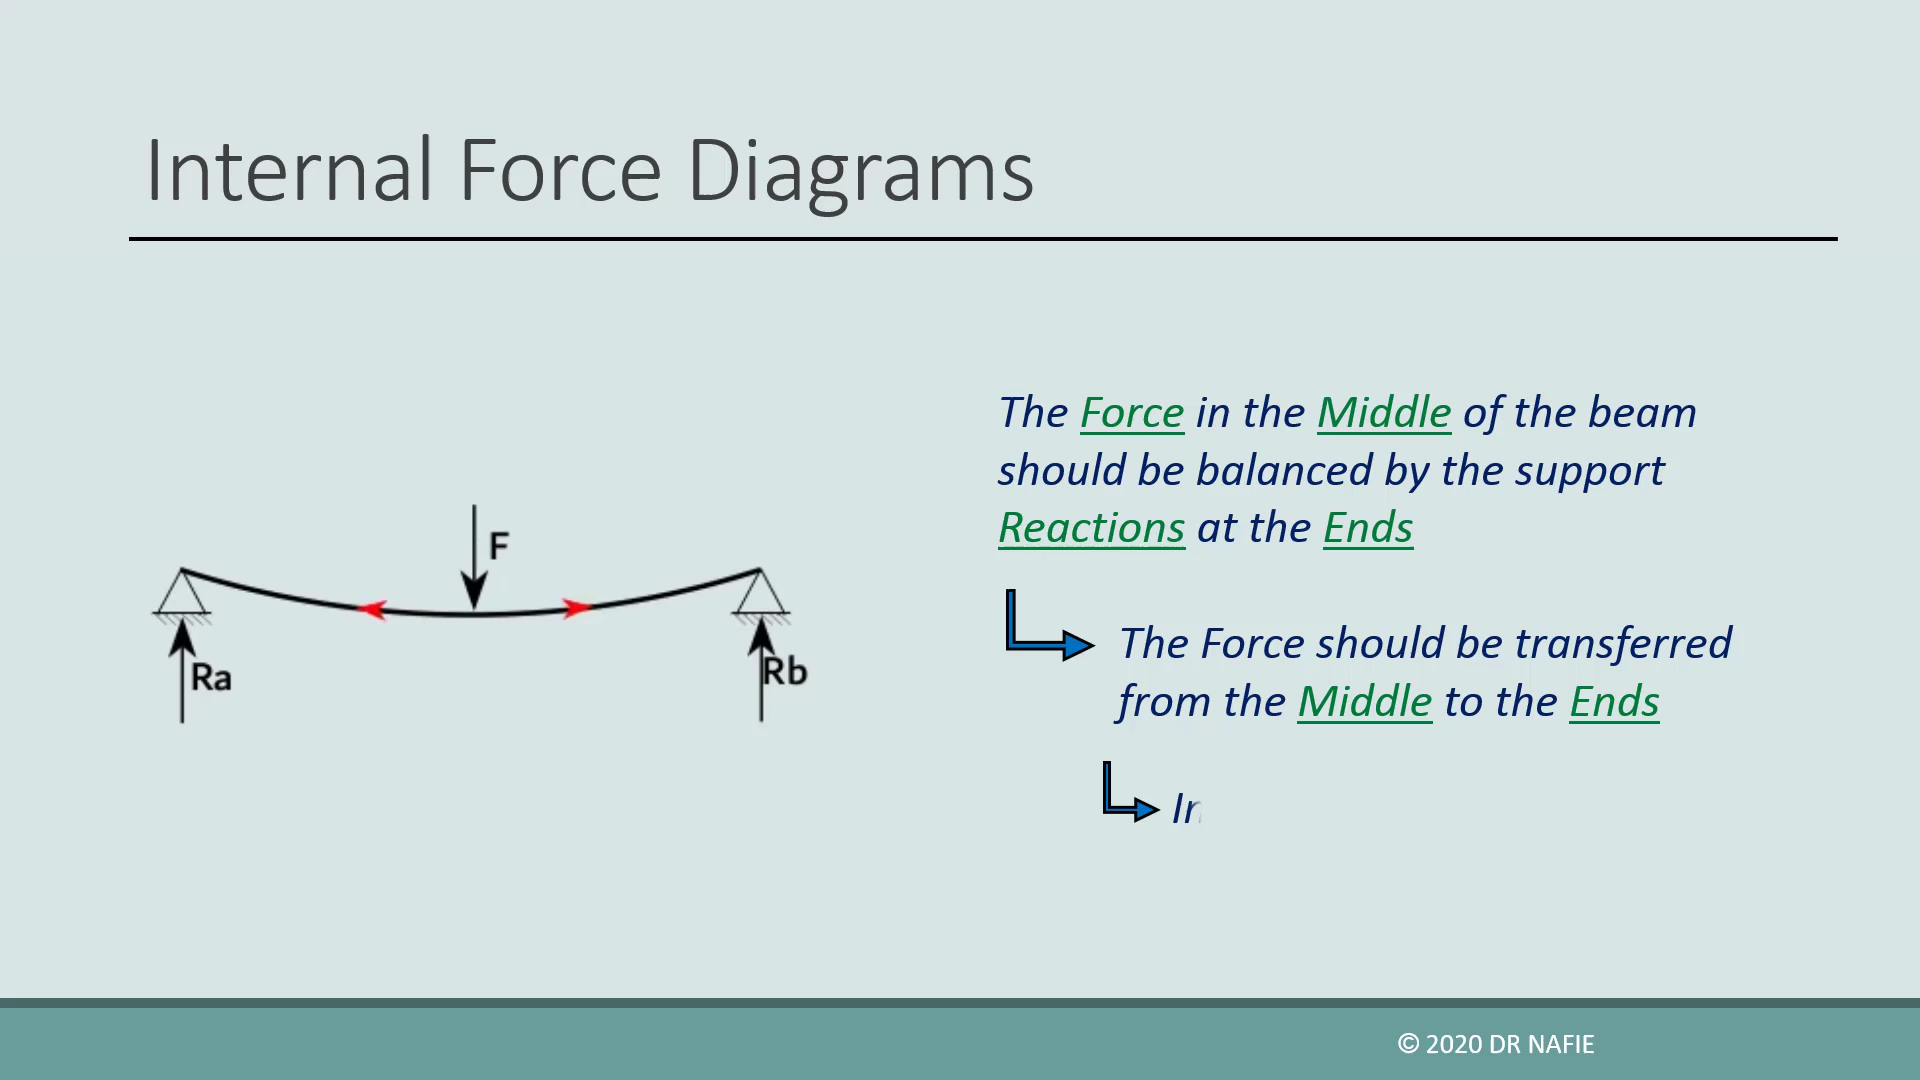 Internal Force Diagrams
The Force in the Middle of the beam
should be balanced by the support
Reactions at the Ends
F
Ra
Rb
The Force should be transferred
from the Middle to the Ends
© 2020 DR NAFIE